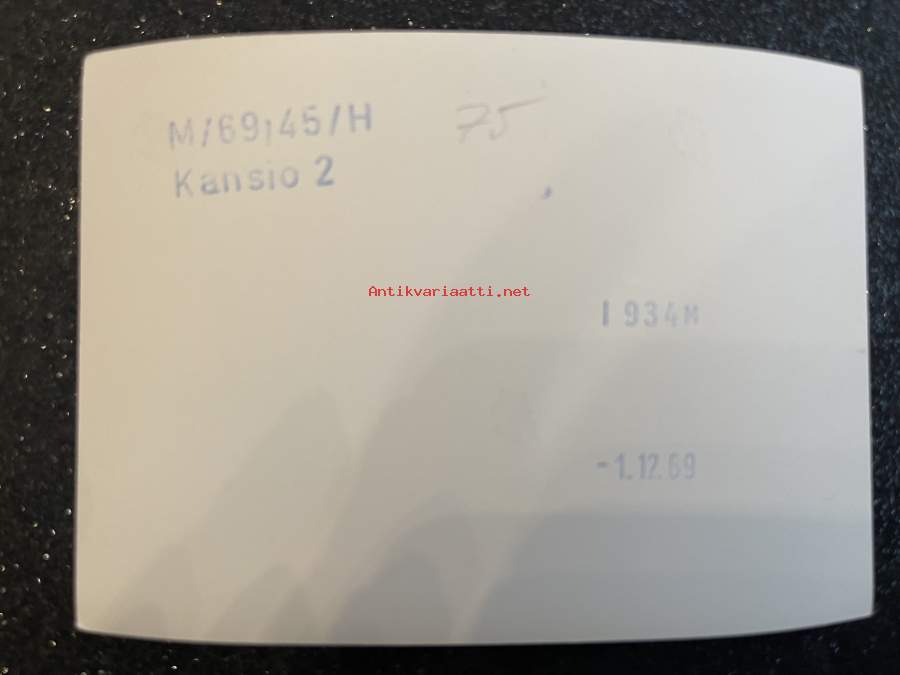 M/69;45/H 75
Kansio 2
Antikvariaatti.net
I 934M
-1.12.69